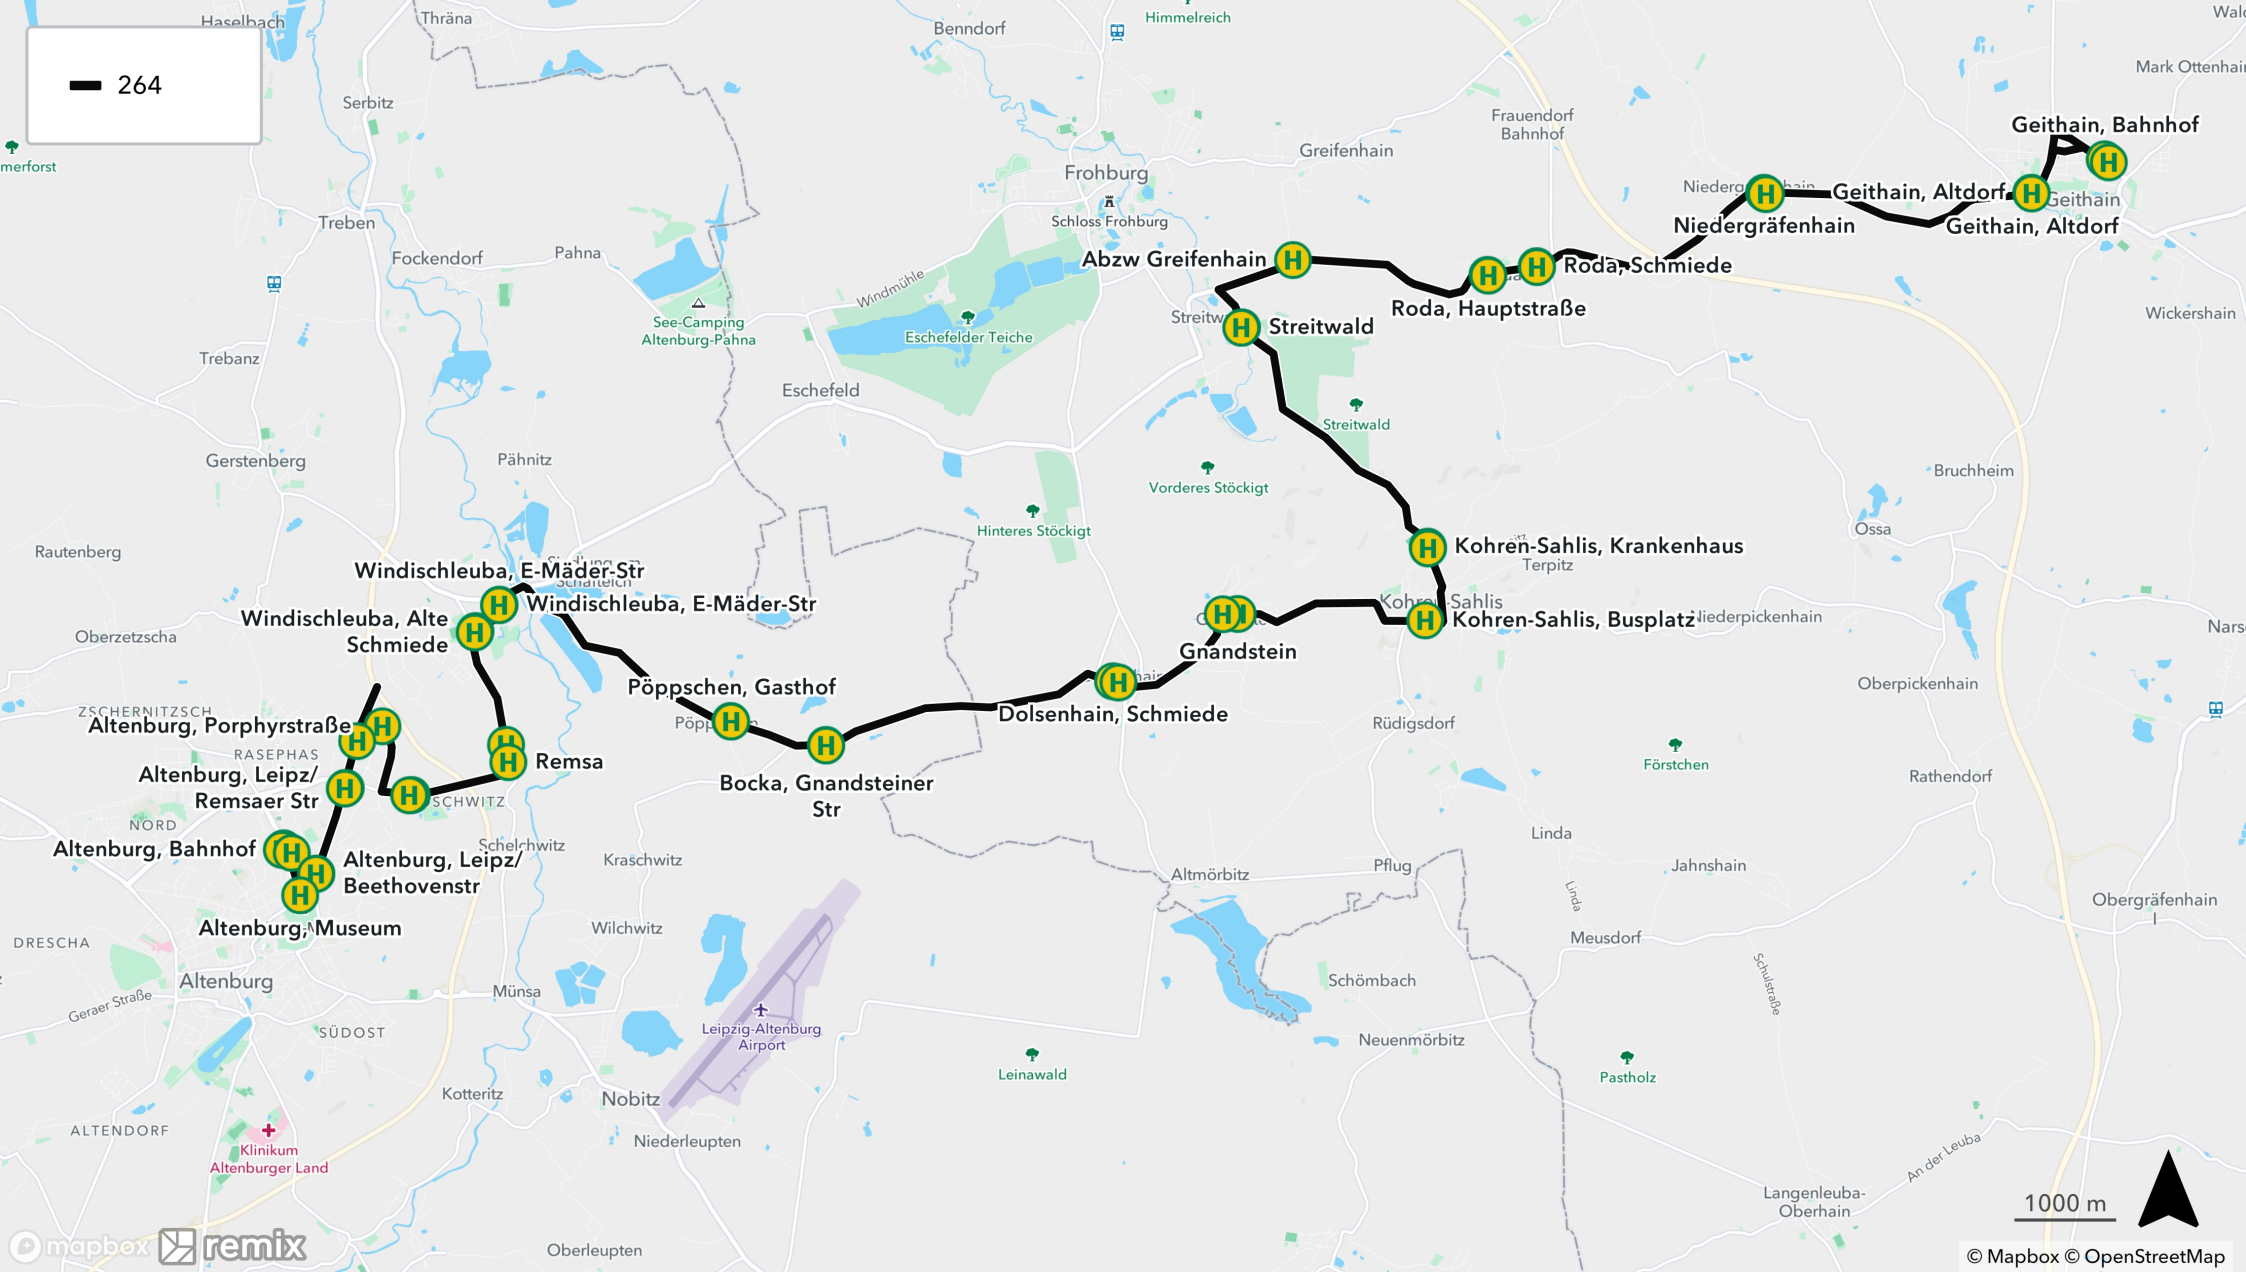 264
Haselbach
Thräna
Benndorf
Himmelreich
Wald
Mark Ottenhain
merforst
Serbitz
Frauendorf
Bahnhof
Geithain, Bahnhof
Greifenhain
Frohburg
Schloss Frohburg
Treben
Fockendorf
Pahna
Windmühle
Abzw Greifenhain
Niedergräfenhain
Geithain, Altdorf
Geithain
Geithain, Altdorf
Roda, Schmiede
Roda, Hauptstraße
Wickershain
See-Camping
Altenburg-Pahna
Eschefelder Teiche
Streitwald
Trebanz
Eschefeld
Streitwald
Gerstenberg
Pähnitz
Vorderes Stöckigt
Hinteres Stöckigt
Bruchheim
Ossa
Rautenberg
Windischleuba, E-Mäder-Str
Windischleuba, E-Mäder-Str
Windischleuba, Alte
Schmiede
Kohren-Sahlis, Krankenhaus
Terpitz
Kohren-Sahlis
Kohren-Sahlis, Busplatz
Niederpickenhain
Oberzetzscha
Gnandstein
Nars
Pöppschen, Gasthof
Oberpickenhain
ZSCHERNITZSCH
Altenburg, Porphyrstraße
RASEPHAS
Dolsenhain, Schmiede
Rüdigsdorf
Remsa
Altenburg, Leipz/
Remsaer Str
Bocka, Gnandsteiner
Str
Förstchen
Rathendorf
NORD
Altenburg, Bahnhof
Schelchwitz
Altenburg, Leipz/
Beethovenstr
Kraschwitz
Linda
Linda
Altmörbitz
Pflug
Jahnshain
Obergräfenhain
Altenburg, Museum
Wilchwitz
DRESCHA
Meusdorf
Altenburg
Geraer Straße
Münsa
Schömbach
Schulstraße
SÜDOST
Leipzig-Altenburg
Airport
Neuenmörbitz
Leinawald
Pastholz
Kotteritz
Nobitz
ALTENDORF
Niederleupten
Klinikum
Altenburger Land
An der Leuba
Langenleuba-
Oberhain
1000 m
mapbox remix
Oberleupten
© Mapbox © OpenStreetMap